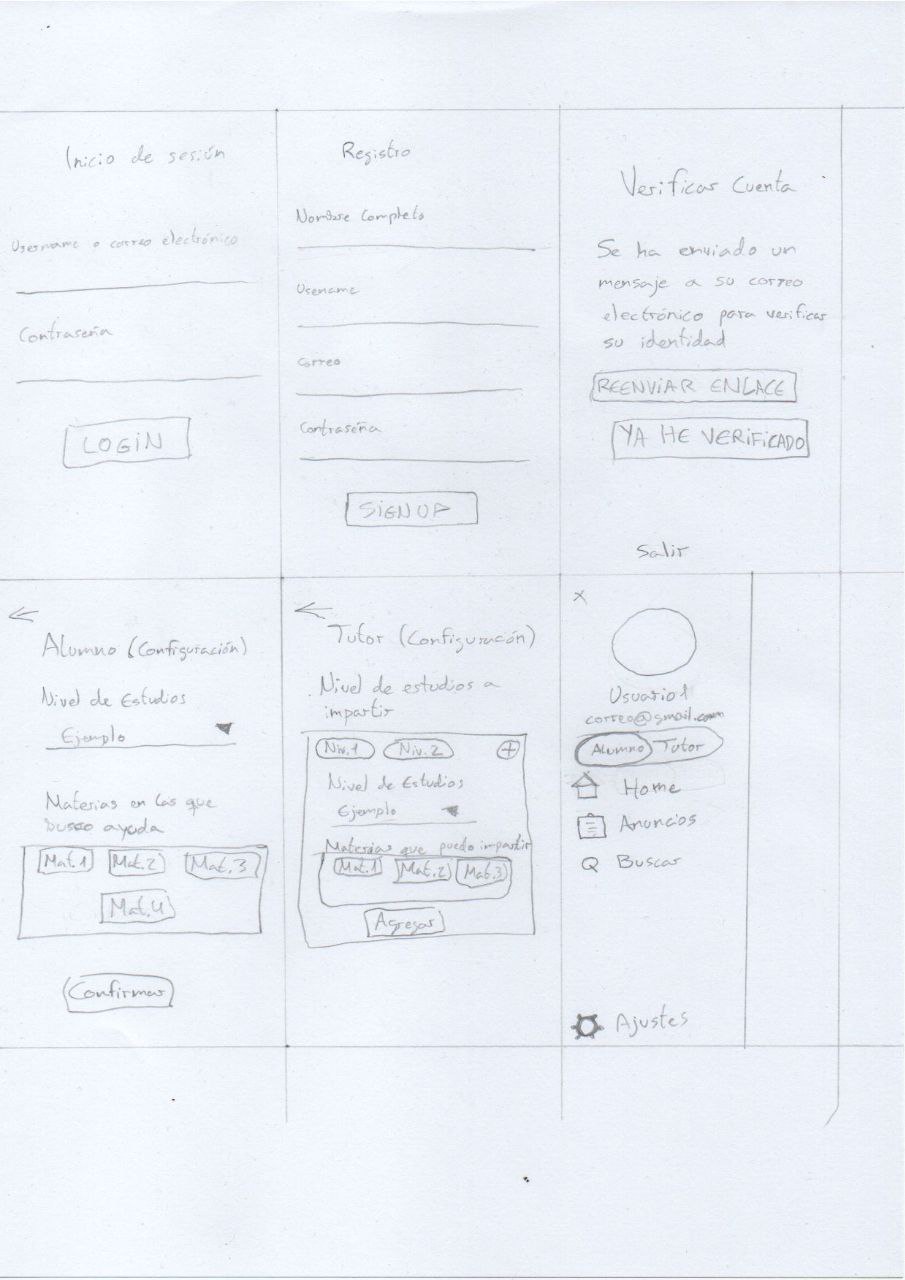 Inicio de sesión
Username o correo electrónico
Contraseña
LOGIN
Registro
Nombre Completo
Usename
Correo
Contraseña
SIGNUP
Verificar Cuenta
Se ha enviado un
mensaje a su correo
electrónico para verificar
su identidad
REENVIAR ENLACE
YA HE VERIFICADO
Salir
Alumno (Configuración)
Nivel de Estudios
Ejemplo
Materias en las que
busco ayuda
Mat.1 Mat.2 Mat.3
Mat.4
Confirmar
Tutor (Configuración)
Nivel de estudios a
impartir
Niv.1 Niv.2 +
Nivel de Estudios
Ejemplo
Materias que puedo impartir
Mat.1 Mat.2 Mat.3
Agregar
x
Usuario1
correo@gmail.com
Alumno Tutor
Home
Anuncios
Buscar
Ajustes